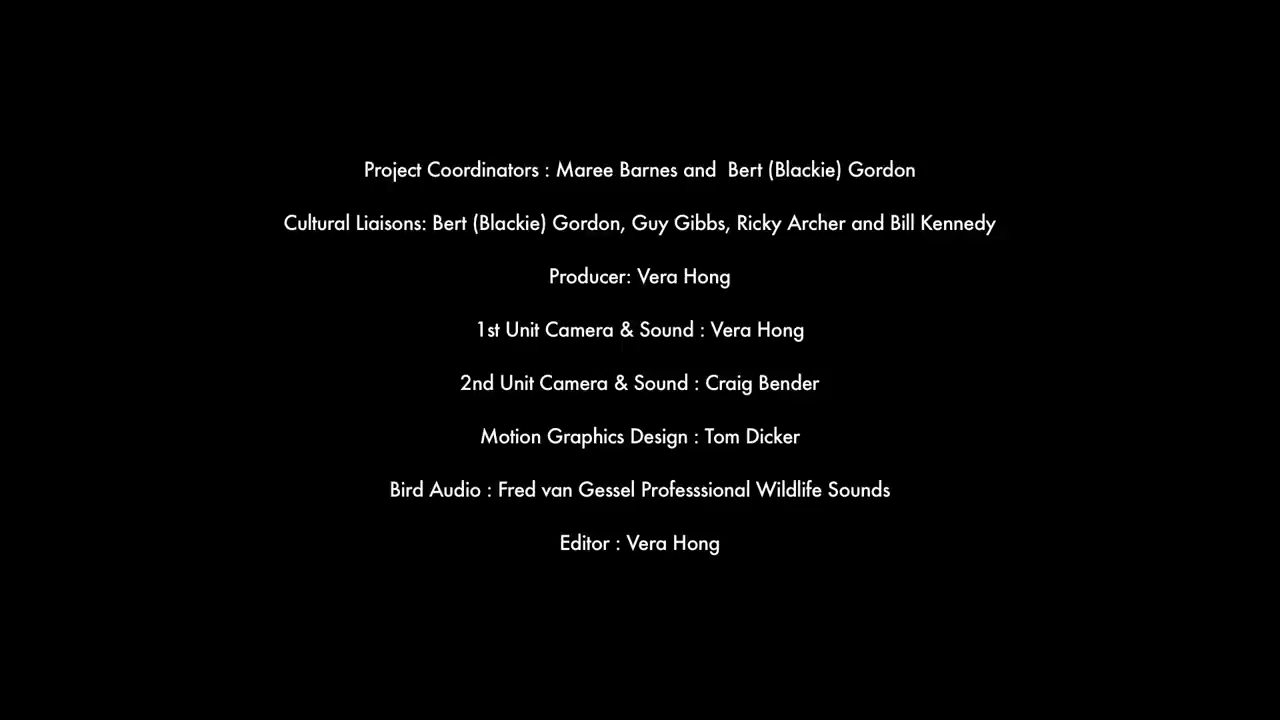 Project Coordinators : Maree Barnes and  Bert (Blackie) Gordon
Cultural Liaisons: Bert (Blackie) Gordon, Guy Gibbs, Ricky Archer and Bill Kennedy
Producer: Vera Hong
1st Unit Camera & Sound : Vera Hong
2nd Unit Camera & Sound : Craig Bender
Motion Graphics Design : Tom Dicker
Bird Audio : Fred van Gessel Professsional Wildlife Sounds
Editor : Vera Hong